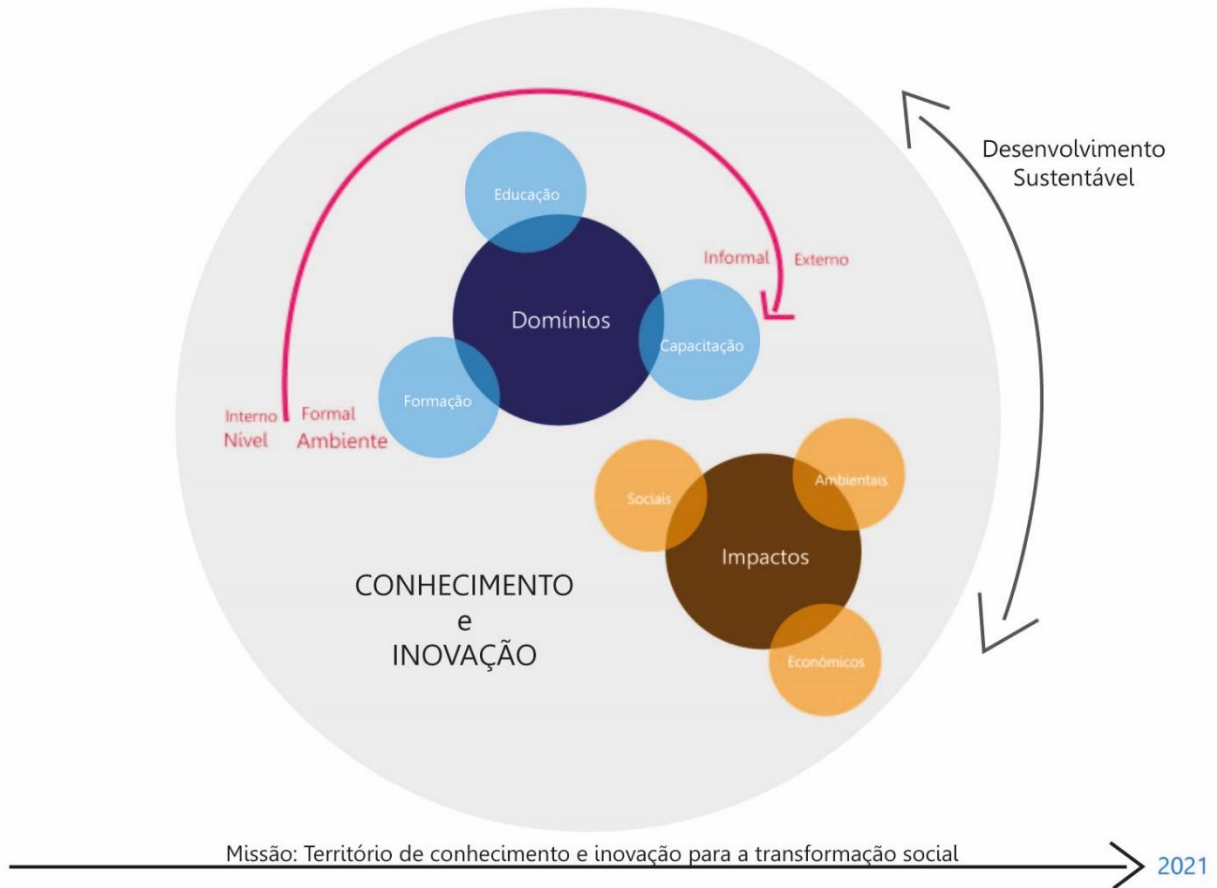 Desenvolvimento
Sustentável
Educação
Informal Externo
Domínios
Capacitação
Formação
Interno Formal
Nível Ambiente
Sociais
Ambientais
Impactos
CONHECIMENTO
e
INOVAÇÃO
Económicos
Missão: Território de conhecimento e inovação para a transformação social
2021